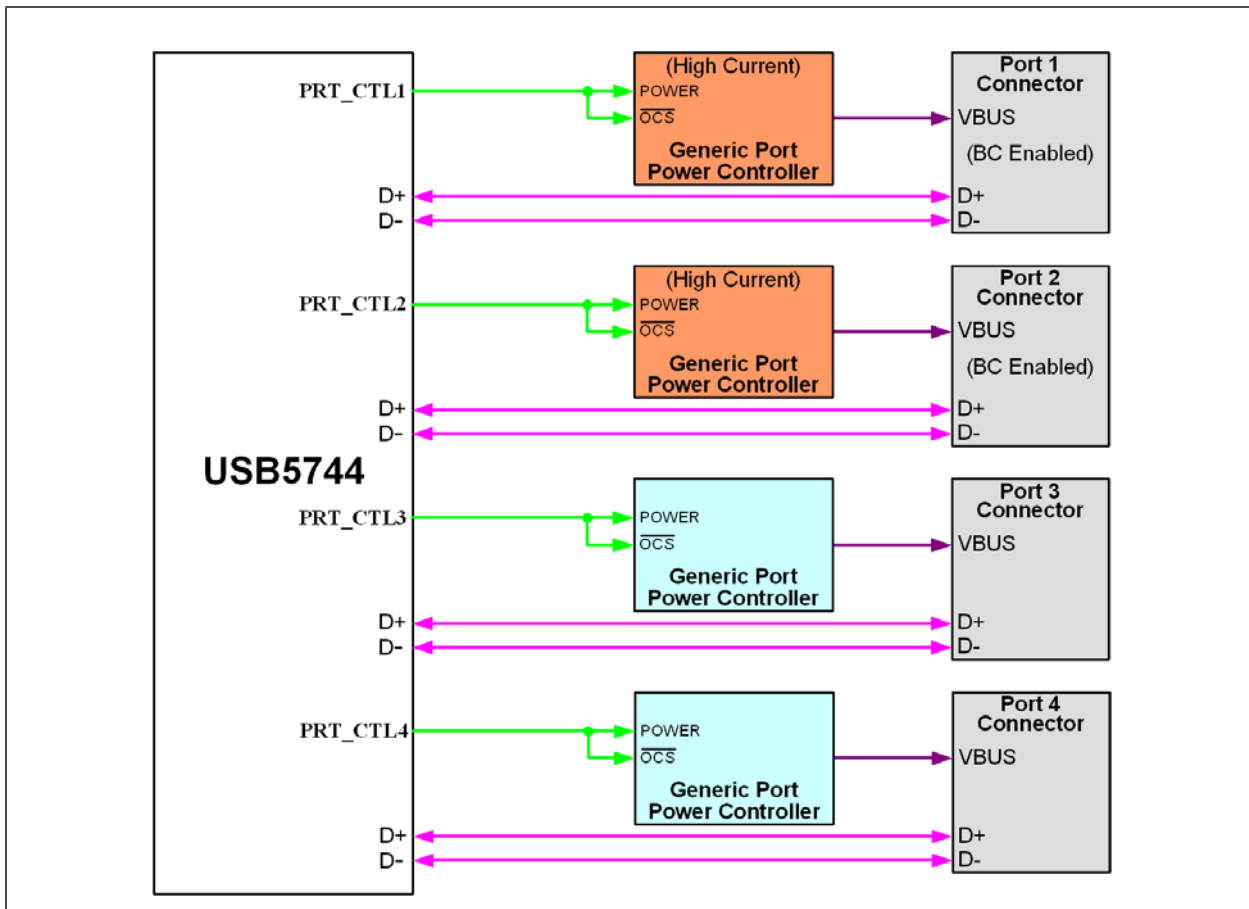 USB5744
PRT_CTL1
D+
D-
(High Current)
POWER
OCS
Generic Port
Power Controller
Port 1
Connector
VBUS
(BC Enabled)
D+
D-
PRT_CTL2
D+
D-
(High Current)
POWER
OCS
Generic Port
Power Controller
Port 2
Connector
VBUS
(BC Enabled)
D+
D-
PRT_CTL3
D+
D-
POWER
OCS
Generic Port
Power Controller
Port 3
Connector
VBUS
D+
D-
PRT_CTL4
D+
D-
POWER
OCS
Generic Port
Power Controller
Port 4
Connector
VBUS
D+
D-